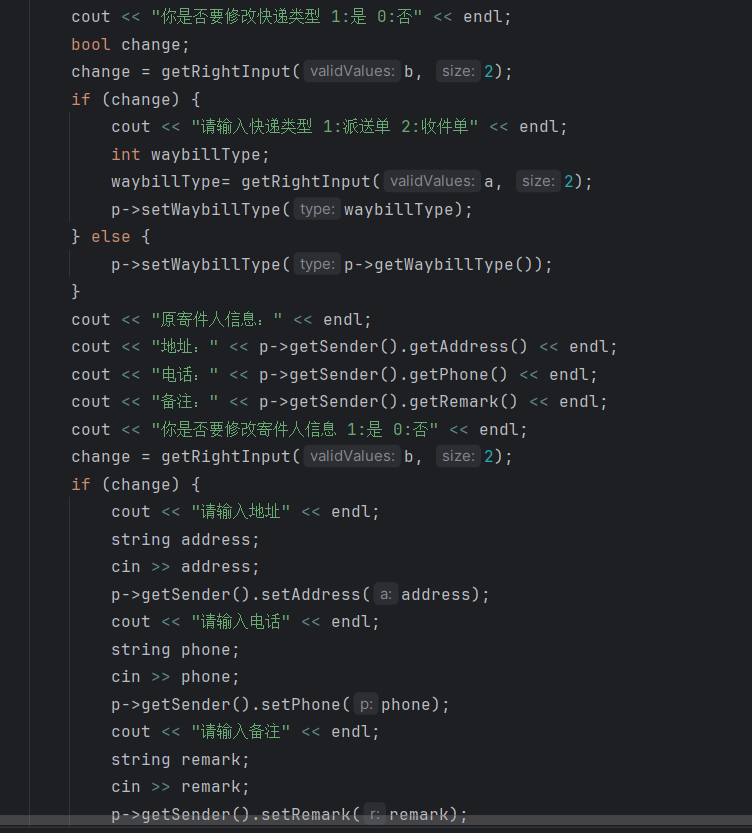 cout << "你是否要修改快递类型 1:是 0:否" << endl;
bool change;
change = getRightInput( validValues: b, size: 2);
if (change) {
cout << "请输入快递类型 1:派送单 2:收件单" << endl;
int waybillType;
waybillType= getRightInput( validValues: a, size: 2);
p->setWaybillType( type: waybillType);
} else {
p->setWaybillType( type: p->getWaybillType());
}
cout << "原寄件人信息：" << endl;
cout << "地址：" << p->getSender().getAddress() << endl;
cout << "电话：" << p->getSender().getPhone() << endl;
cout << "备注：" << p->getSender().getRemark() << endl;
cout << "你是否要修改寄件人信息 1:是 0:否" << endl;
change = getRightInput( validValues: b, size: 2);
if (change) {
cout << "请输入地址" << endl;
string address;
cin >> address;
p->getSender().setAddress( a: address);
cout << "请输入电话" << endl;
string phone;
cin >> phone;
p->getSender().setPhone( p: phone);
cout << "请输入备注" << endl;
string remark;
cin >> remark;
p->getSender().setRemark( r: remark);